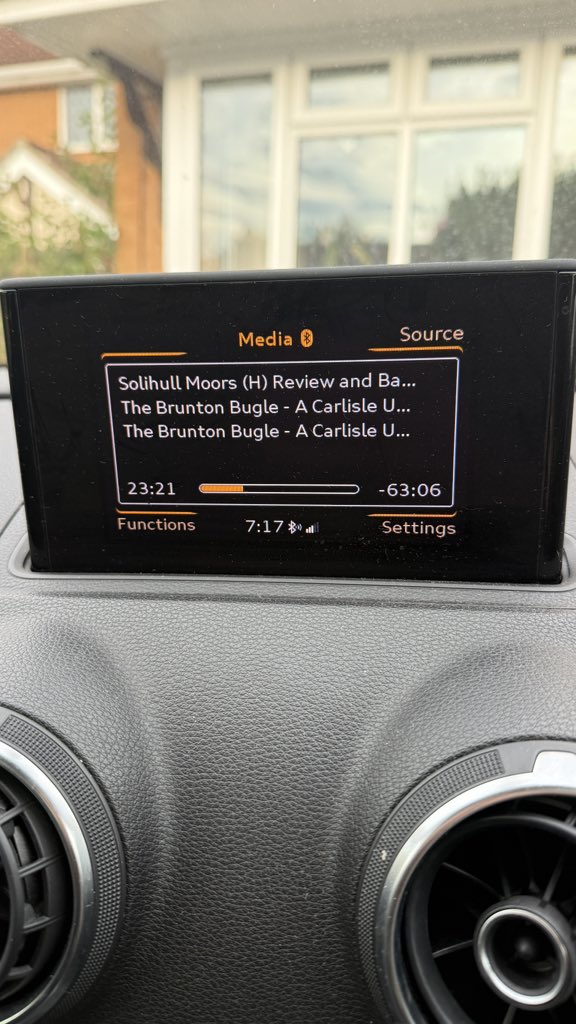 Media
Source
Solihull Moors (H) Review and Ba...
The Brunton Bugle - A Carlisle U...
The Brunton Bugle - A Carlisle U...
23:21 -63:06
Functions 7:17 Settings